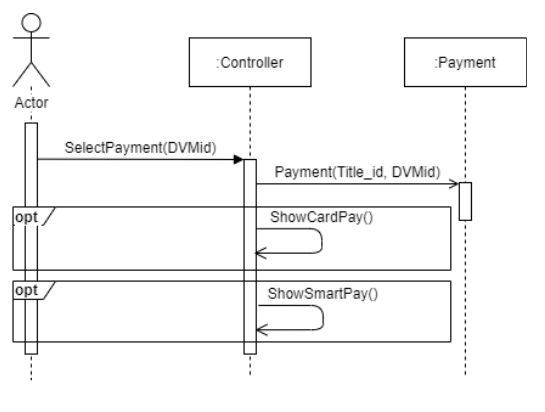 :Controller
:Payment
Actor
SelectPayment(DVMid)
Payment(Title_id, DVMid)
opt
ShowCardPay()
opt
ShowSmartPay()